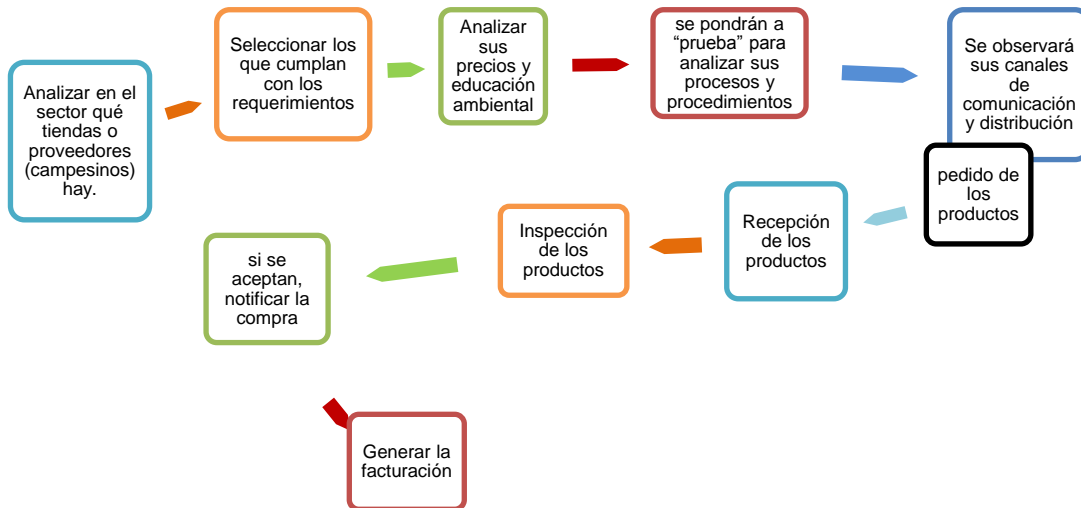 Analizar en el
sector qué
tiendas o
proveedores
(campesinos)
hay.
Seleccionar los
que cumplan
con los
requerimientos
Analizar
sus
precios y
educación
ambiental
se pondrán a
“prueba” para
analizar sus
procesos y
procedimientos
Se observará
sus canales
de
comunicación
y distribución
pedido de
los
productos
Recepción
de los
productos
Inspección
de los
productos
si se
aceptan,
notificar la
compra
Generar la
facturación